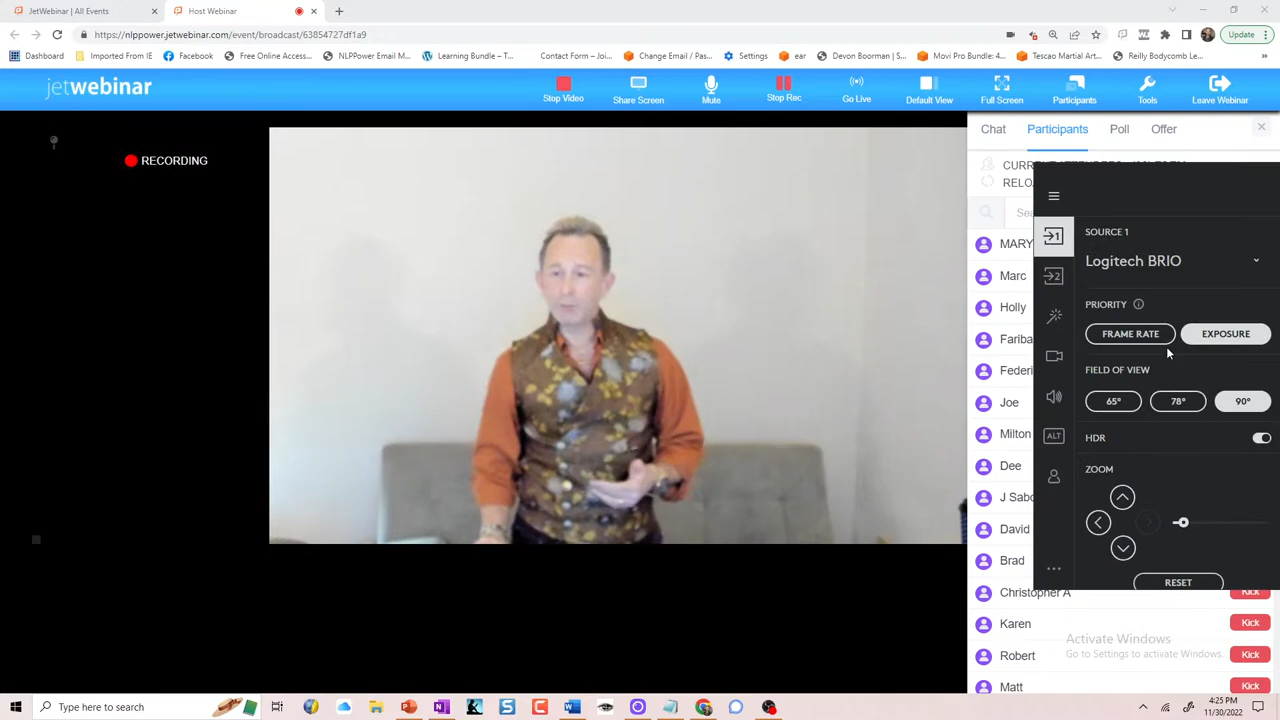 JetWebinar | All Events
Host Webinar
https://nlppower.jetwebinar.com/event/broadcast/63854727df1a9
Update
Dashboard
Imported From IE
Facebook
Free Online Access...
NLPPower Email M...
Learning Bundle – T...
Contact Form – Joi...
Change Email / Pas...
Settings
ear
Devon Boorman | S...
Movi Pro Bundle: 4...
Tescao Martial Art...
Reilly Bodycomb Le...
jetwebinar
Stop Video
Share Screen
Mute
Stop Rec
Go Live
Default View
Full Screen
Participants
Tools
Leave Webinar
Chat
Participants
Poll
Offer
RECORDING
SOURCE 1
Logitech BRIO
PRIORITY
FRAME RATE
EXPOSURE
FIELD OF VIEW
65°
78°
90°
HDR
ZOOM
RESET
ALT
MARY
Marc
Holly
Fariba
Federi
Joe
Milton
Dee
J Sabo
David
Brad
Christopher A
Kick
Karen
Kick
Robert
Kick
Matt
Kick
Activate Windows
Go to Settings to activate Windows.
Type here to search
4:25 PM
11/30/2022